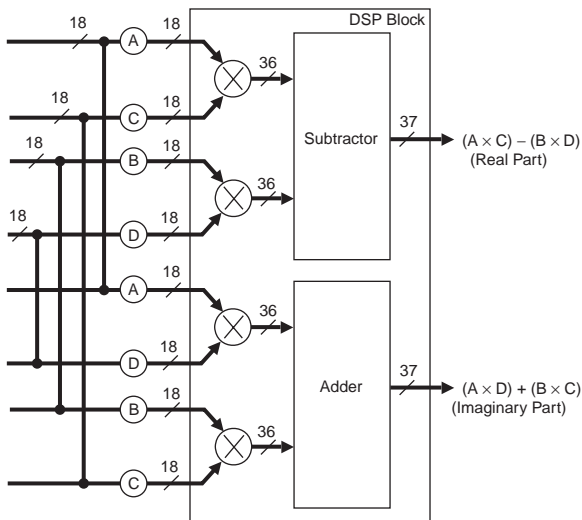 DSP Block
18 A 18
36
18 C 18
Subtractor
37
(A × C) – (B × D)
(Real Part)
18 B 18
36
18 D 18
A 18
36
D 18
Adder
37
(A × D) + (B × C)
(Imaginary Part)
B 18
36
C 18